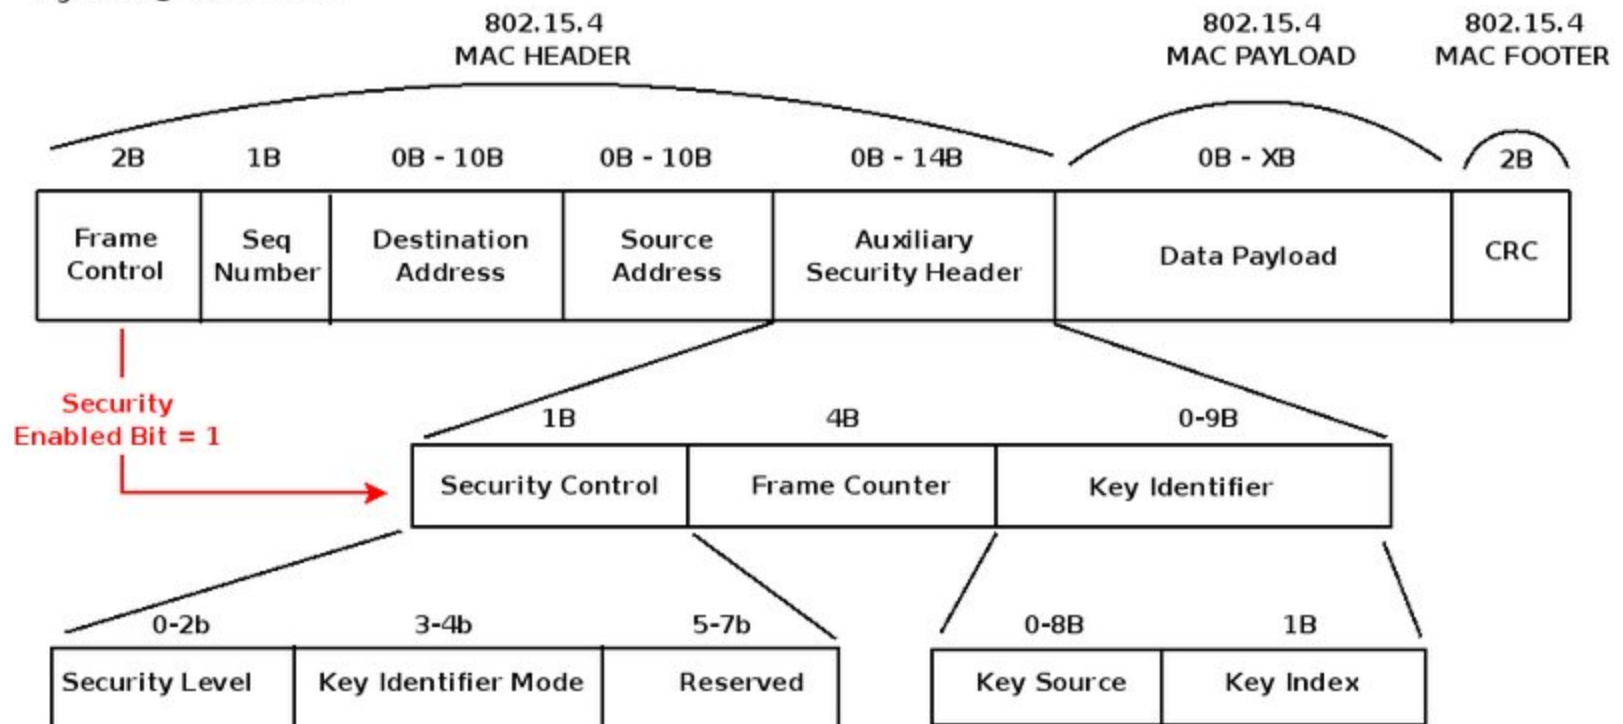 802.15.4
MAC HEADER
802.15.4
MAC PAYLOAD
802.15.4
MAC FOOTER
2B
1B
0B - 10B
0B - 10B
0B - 14B
0B - XB
2B
Frame
Control
Seq
Number
Destination
Address
Source
Address
Auxiliary
Security Header
Data Payload
CRC
Security
Enabled Bit = 1
1B
4B
0-9B
Security Control
Frame Counter
Key Identifier
0-2b
3-4b
5-7b
0-8B
1B
Security Level
Key Identifier Mode
Reserved
Key Source
Key Index